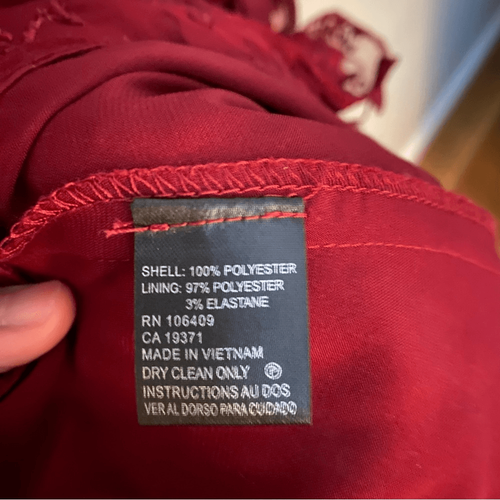 SHELL: 100% POLYESTER
LINING: 97% POLYESTER
3% ELASTANE
RN 106409
CA 19371
MADE IN VIETNAM
DRY CLEAN ONLY Ⓟ
INSTRUCTIONS AU DOS
VER AL DORSO PARA CUIDADO